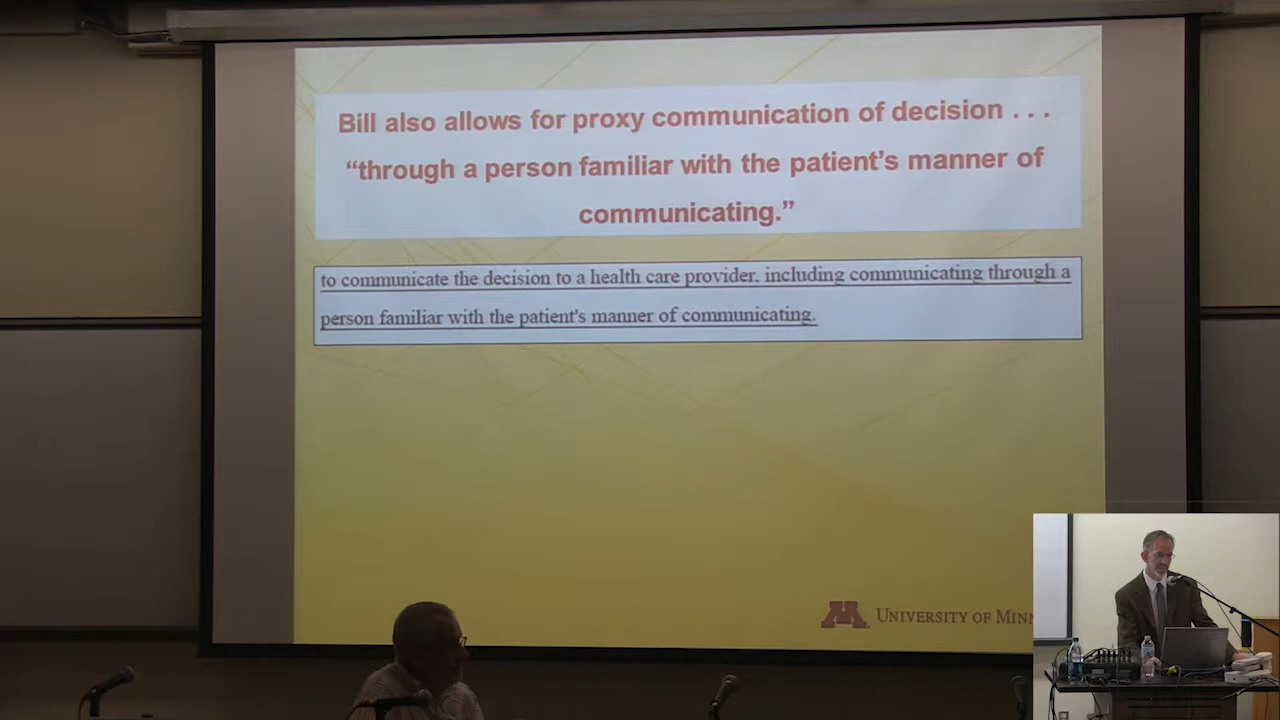 Bill also allows for proxy communication of decision . . .
“through a person familiar with the patient’s manner of
communicating.”
to communicate the decision to a health care provider, including communicating through a
person familiar with the patient's manner of communicating.
M UNIVERSITY OF MINN